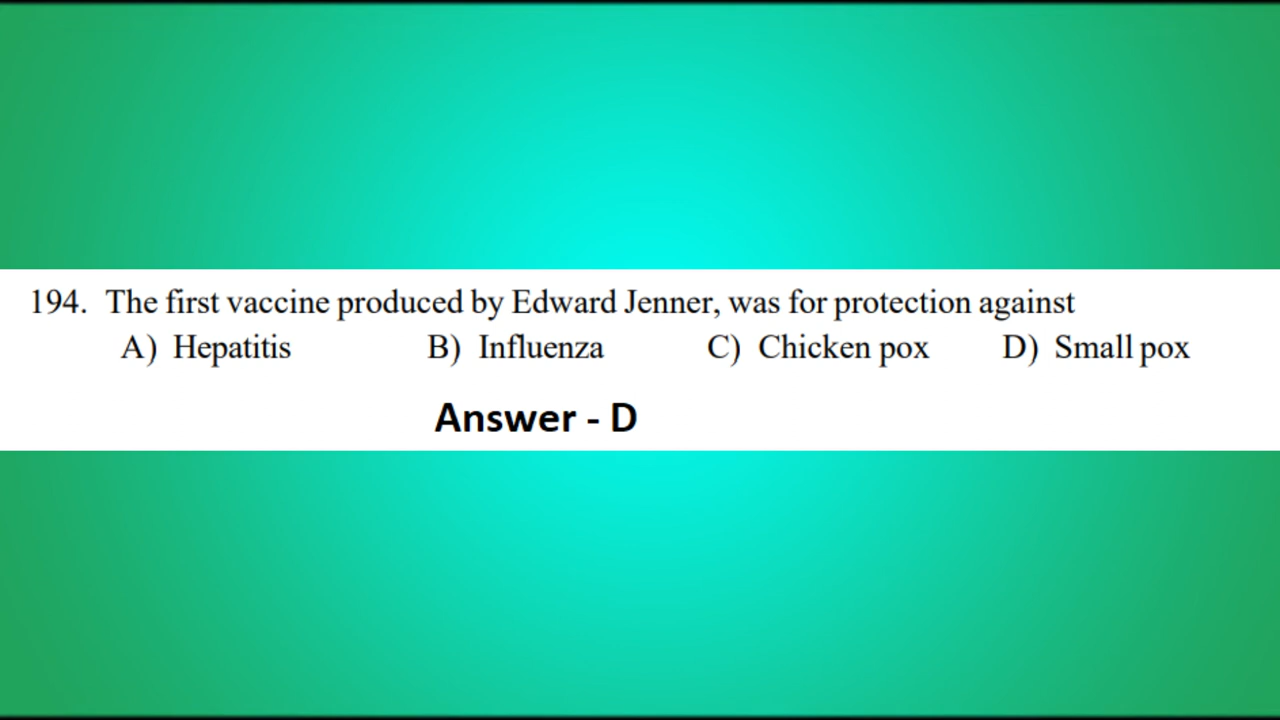 194. The first vaccine produced by Edward Jenner, was for protection against
A) Hepatitis B) Influenza C) Chicken pox D) Small pox
Answer - D